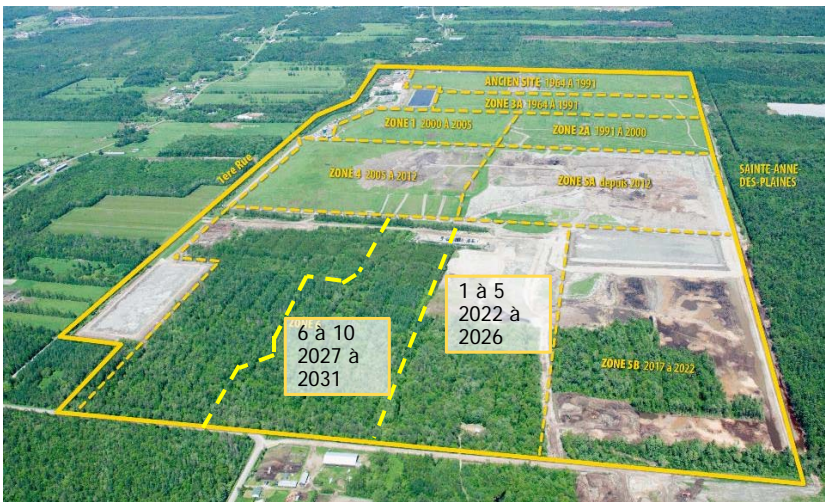 ANCIEN SITE 1964 À 1991
ZONE 3A 1964 À 1991
ZONE 1 2000 à 2005
ZONE 2A 1991 À 2000
1ère Rue
ZONE 4 2005 à 2012
ZONE 5A depuis 2012
SAINTE-ANNE
-DES-PLAINES
6 à 10
2027 à
2031
1 à 5
2022 à
2026
ZONE 5B 2017 à 2022